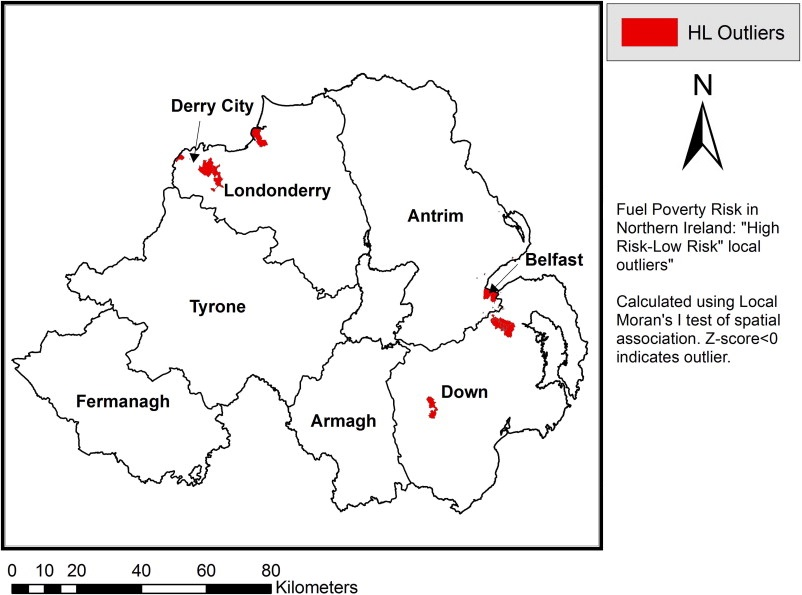 HL Outliers
N
Derry City
Londonderry
Antrim
Belfast
Tyrone
Down
Fermanagh
Armagh
Fuel Poverty Risk in
Northern Ireland: "High
Risk-Low Risk" local
outliers"
Calculated using Local
Moran's I test of spatial
association. Z-score<0
indicates outlier.
0 10 20 40 60 80
Kilometers